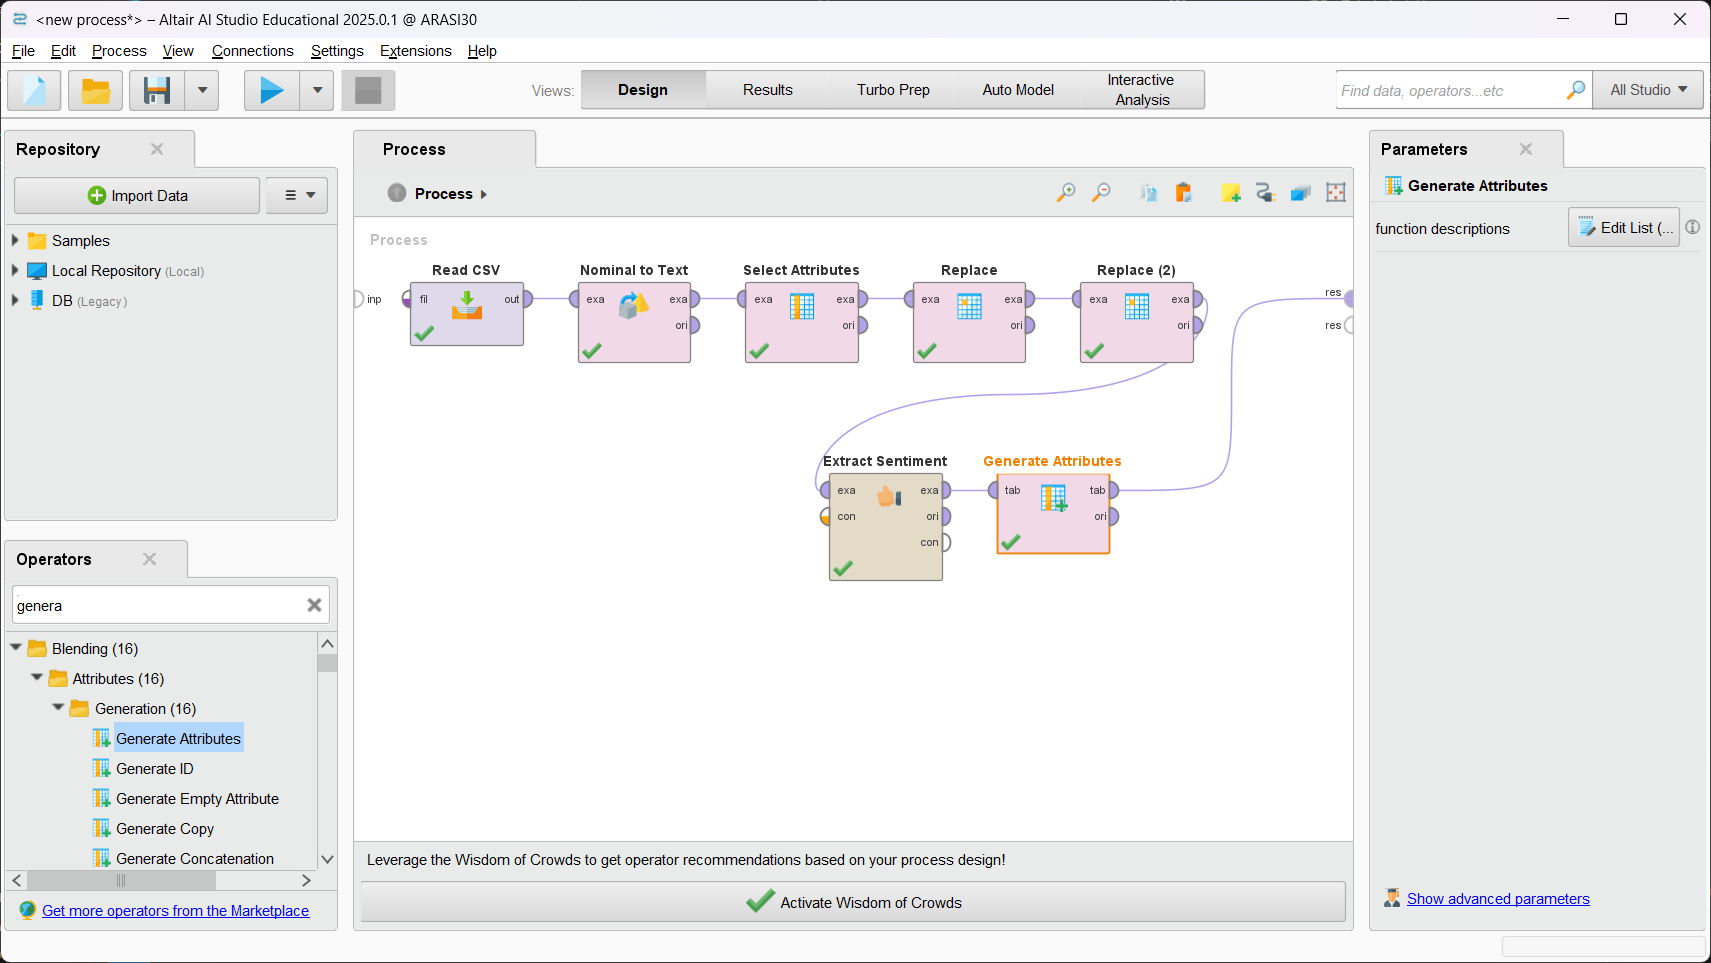 <new process*> – Altair AI Studio Educational 2025.0.1 @ ARASI30
File Edit Process View Connections Settings Extensions Help
Views: Design Results Turbo Prep Auto Model Interactive Analysis
Find data, operators...etc
All Studio
Repository
Import Data
Samples
Local Repository (Local)
DB (Legacy)
Operators
genera
Blending (16)
Attributes (16)
Generation (16)
Generate Attributes
Generate ID
Generate Empty Attribute
Generate Copy
Generate Concatenation
Get more operators from the Marketplace
Process
Process
Process
inp
Read CSV
fil out
Nominal to Text
exa exa
ori
Select Attributes
exa exa
ori
Replace
exa exa
ori
Replace (2)
exa exa
ori
res
res
Extract Sentiment
exa exa
con ori
con
Generate Attributes
tab tab
ori
Leverage the Wisdom of Crowds to get operator recommendations based on your process design!
Activate Wisdom of Crowds
Parameters
Generate Attributes
function descriptions
Edit List (...
Show advanced parameters